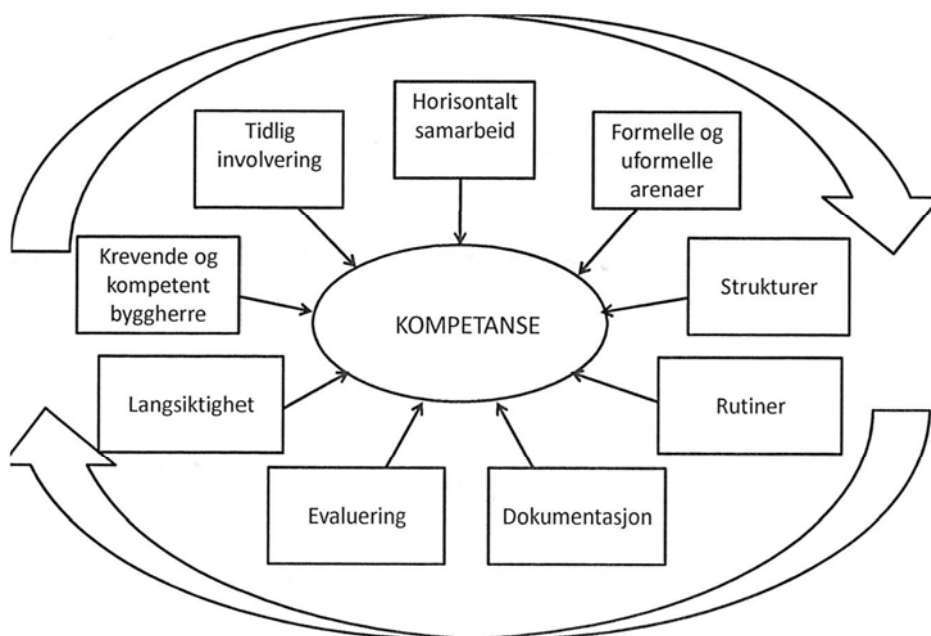 Horisontalt
samarbeid
Tidlig
involvering
Formelle og
uformelle
arenaer
Krevende og
kompetent
byggherre
Strukturer
KOMPETANSE
Langsiktighet
Rutiner
Evaluering
Dokumentasjon